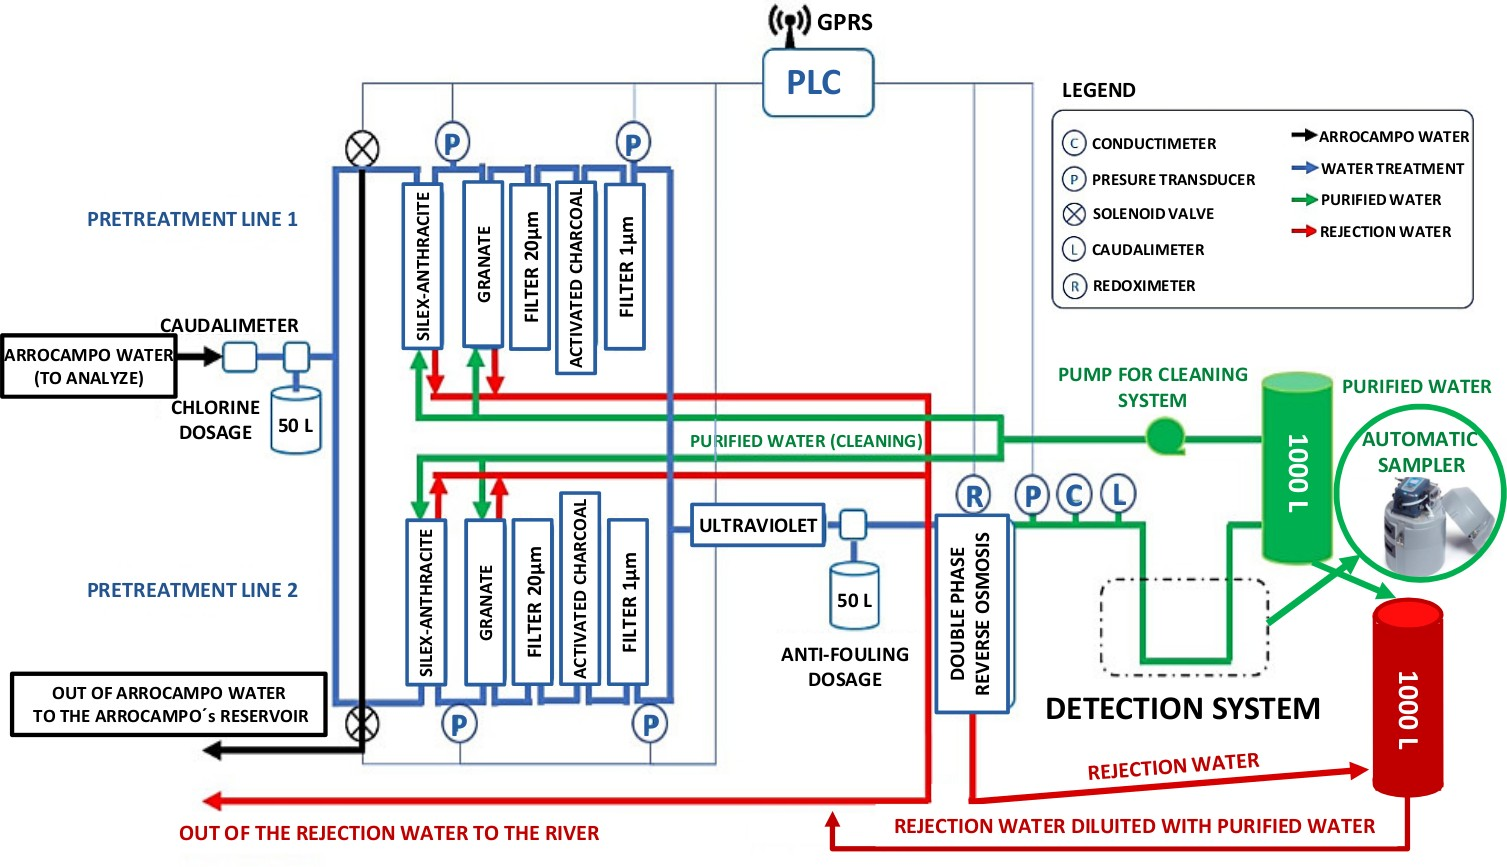 GPRS
PLC
LEGEND
C CONDUCTIMETER
P PRESURE TRANSDUCER
SOLENOID VALVE
L CAUDALIMETER
R REDOXIMETER
ARROCAMPO WATER
WATER TREATMENT
PURIFIED WATER
REJECTION WATER
P
P
PRETREATMENT LINE 1
SILEX-ANTHRACITE
GRANATE
FILTER 20µm
ACTIVATED CHARCOAL
FILTER 1µm
CAUDALIMETER
ARROCAMPO WATER
(TO ANALYZE)
CHLORINE
DOSAGE
50 L
PUMP FOR CLEANING
SYSTEM
PURIFIED WATER
1000 L
AUTOMATIC
SAMPLER
PURIFIED WATER (CLEANING)
R
P
C
L
ULTRAVIOLET
50 L
ANTI-FOULING
DOSAGE
DOUBLE PHASE
REVERSE OSMOSIS
PRETREATMENT LINE 2
SILEX-ANTHRACITE
GRANATE
FILTER 20µm
ACTIVATED CHARCOAL
FILTER 1µm
P
P
OUT OF ARROCAMPO WATER
TO THE ARROCAMPO´s RESERVOIR
DETECTION SYSTEM
1000 L
REJECTION WATER
OUT OF THE REJECTION WATER TO THE RIVER
REJECTION WATER DILUITED WITH PURIFIED WATER